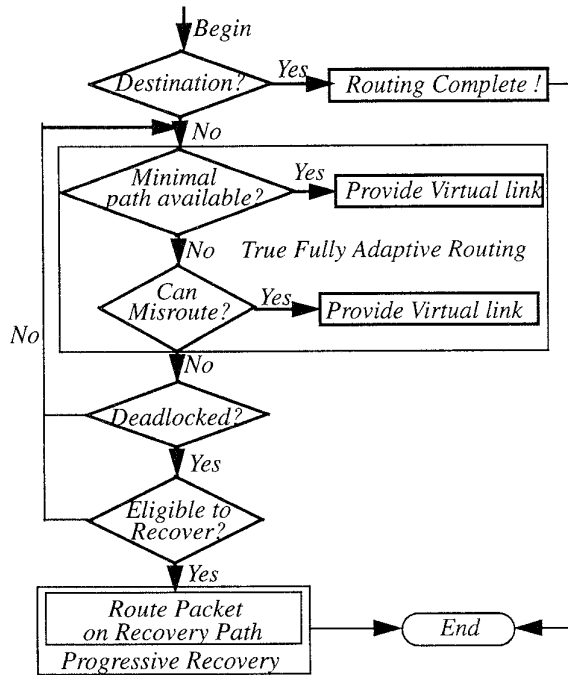 Begin
Destination?
Yes
Routing Complete !
No
Minimal
path available?
Yes
Provide Virtual link
No
True Fully Adaptive Routing
Can
Misroute?
Yes
Provide Virtual link
No
No
Deadlocked?
Yes
Eligible to
Recover?
Yes
Route Packet
on Recovery Path
Progressive Recovery
End